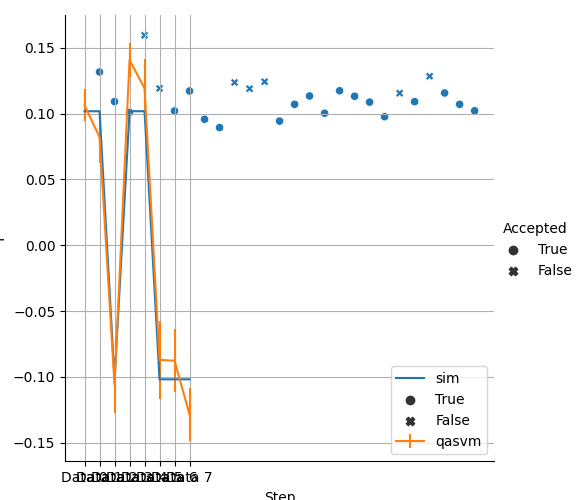 0.15
0.10
0.05
0.00
−0.05
−0.10
−0.15
Accepted
True
False
sim
True
False
qasvm
7
Step